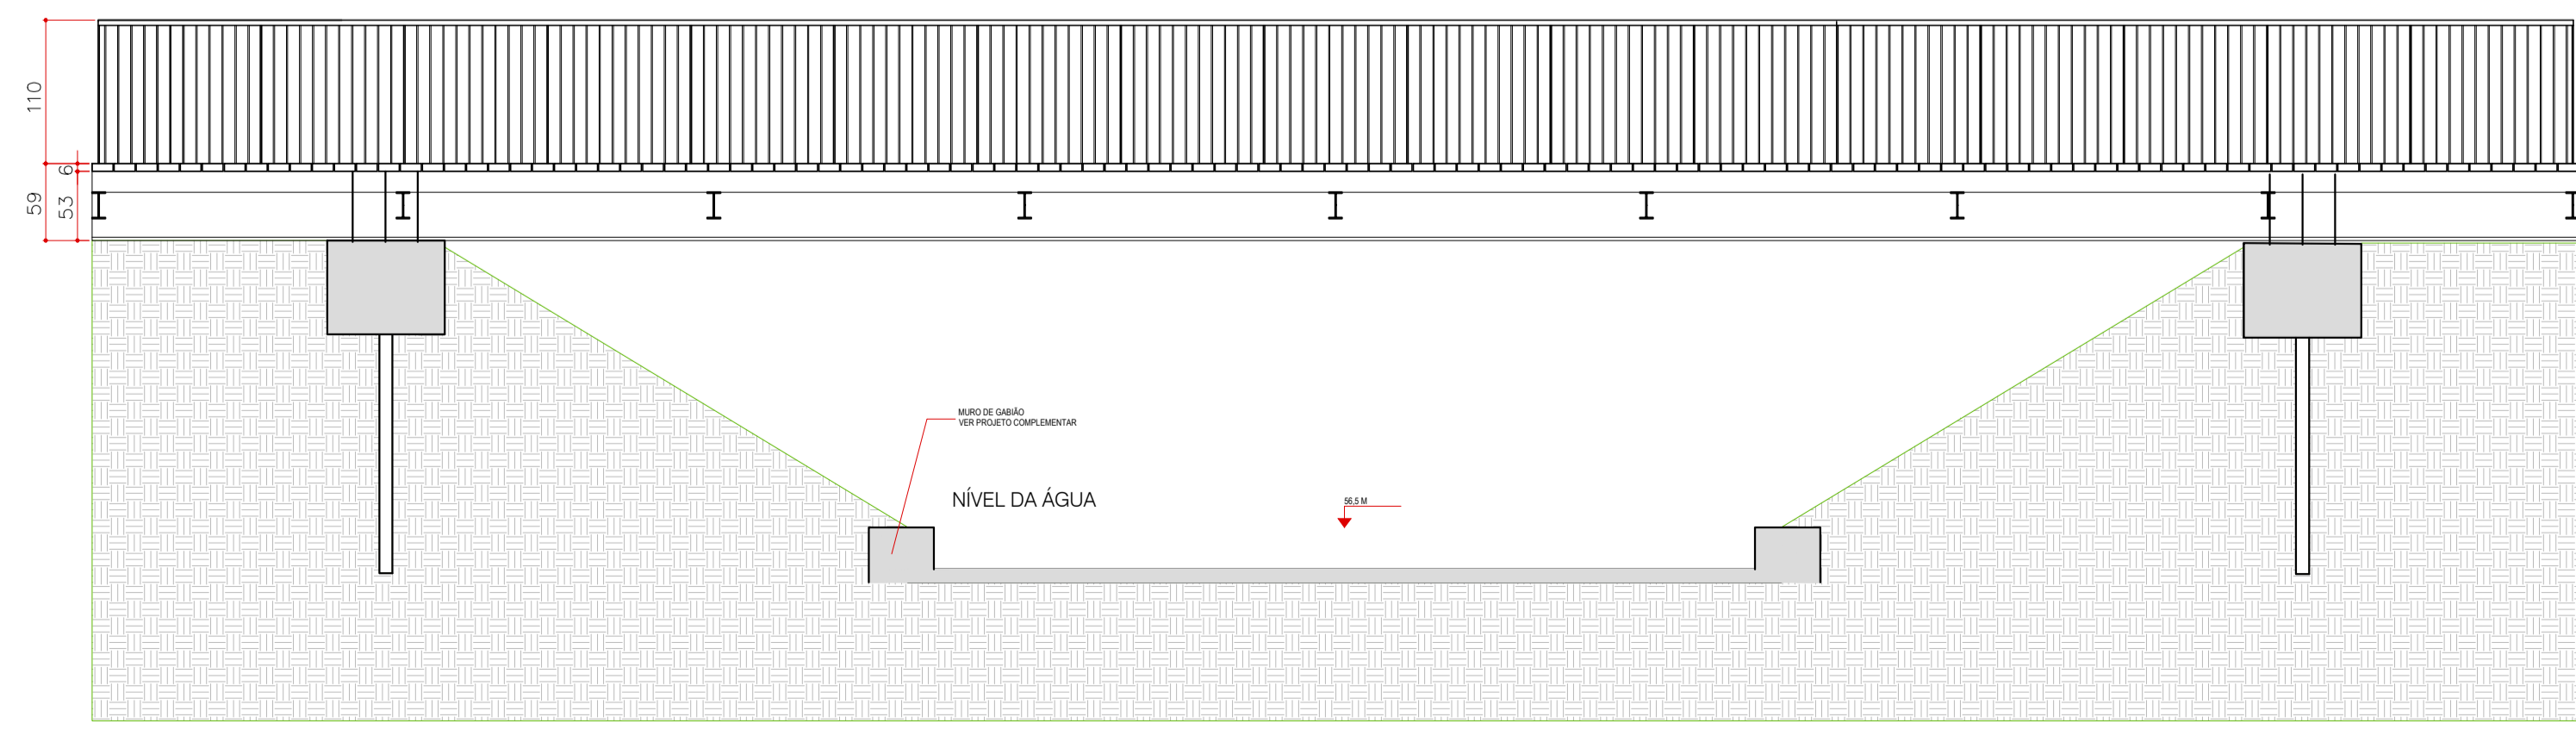 110
6
59
53
MURO DE GABIÃO
VER PROJETO COMPLEMENTAR
NÍVEL DA ÁGUA
56,5 M